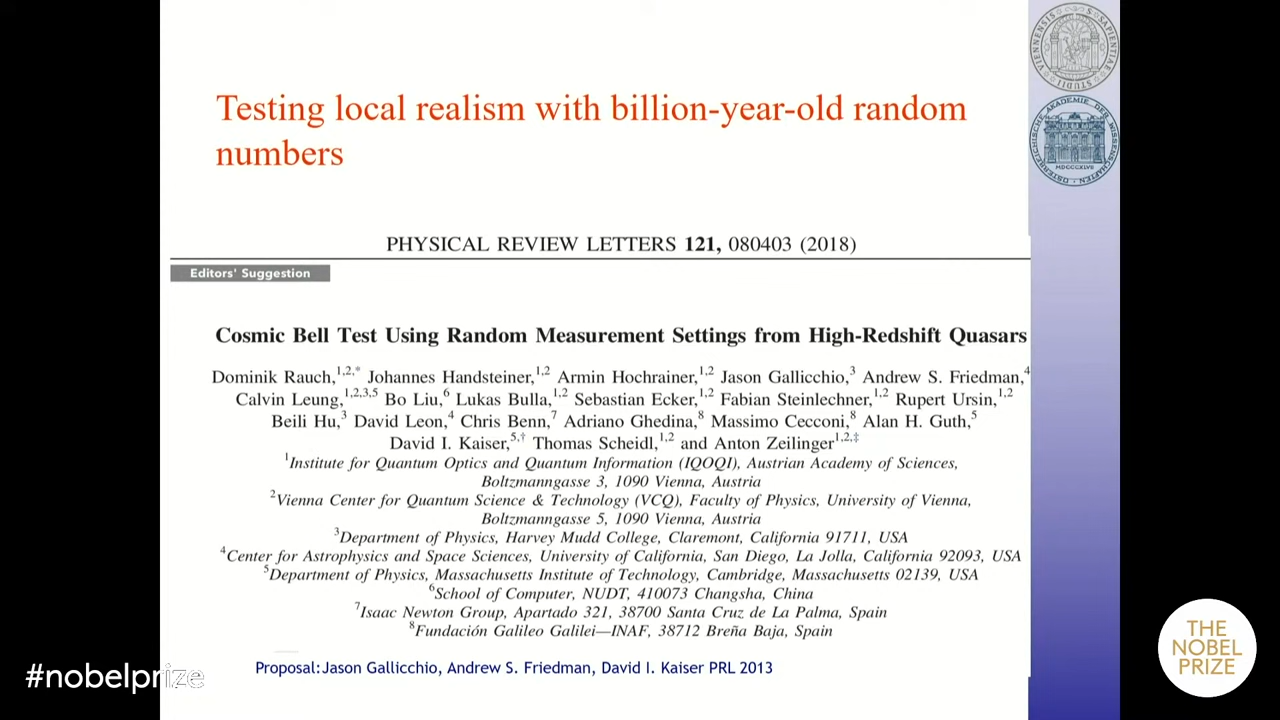 Testing local realism with billion-year-old random
numbers
PHYSICAL REVIEW LETTERS 121, 080403 (2018)
Editors' Suggestion
Cosmic Bell Test Using Random Measurement Settings from High-Redshift Quasars
Dominik Rauch,1,2,* Johannes Handsteiner,1,2 Armin Hochrainer,1,2 Jason Gallicchio,3 Andrew S. Friedman,4
Calvin Leung,1,2,3,5 Bo Liu,6 Lukas Bulla,1,2 Sebastian Ecker,1,2 Fabian Steinlechner,1,2 Rupert Ursin,1,2
Beili Hu,3 David Leon,4 Chris Benn,7 Adriano Ghedina,8 Massimo Cecconi,8 Alan H. Guth,5
David I. Kaiser,5,† Thomas Scheidl,1,2 and Anton Zeilinger1,2,‡
1Institute for Quantum Optics and Quantum Information (IQOQI), Austrian Academy of Sciences,
Boltzmanngasse 3, 1090 Vienna, Austria
2Vienna Center for Quantum Science & Technology (VCQ), Faculty of Physics, University of Vienna,
Boltzmanngasse 5, 1090 Vienna, Austria
3Department of Physics, Harvey Mudd College, Claremont, California 91711, USA
4Center for Astrophysics and Space Sciences, University of California, San Diego, La Jolla, California 92093, USA
5Department of Physics, Massachusetts Institute of Technology, Cambridge, Massachusetts 02139, USA
6School of Computer, NUDT, 410073 Changsha, China
7Isaac Newton Group, Apartado 321, 38700 Santa Cruz de La Palma, Spain
8Fundación Galileo Galilei—INAF, 38712 Breña Baja, Spain
Proposal:Jason Gallicchio, Andrew S. Friedman, David I. Kaiser PRL 2013
#nobelprize
THE
NOBEL
PRIZE
ÖSTERREICHISCHE AKADEMIE DER WISSENSCHAFTEN
MDCCCXLVII